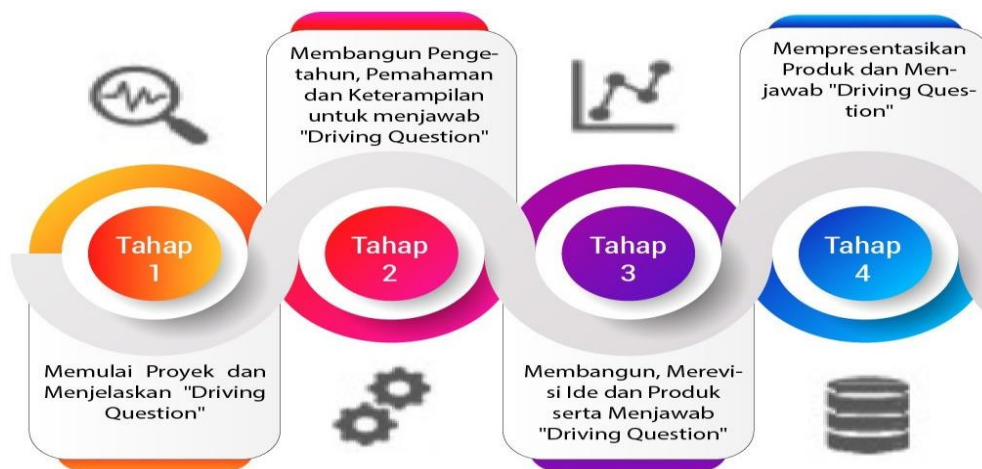 Tahap
1
Memulai Proyek dan
Menjelaskan "Driving
Question"
Membangun Penge-
tahun, Pemahaman
dan Keterampilan
untuk menjawab
"Driving Question"
Tahap
2
Tahap
3
Membangun, Merevi-
si Ide dan Produk
serta Menjawab
"Driving Question"
Mempresentasikan
Produk dan Men-
jawab "Driving Ques-
tion"
Tahap
4